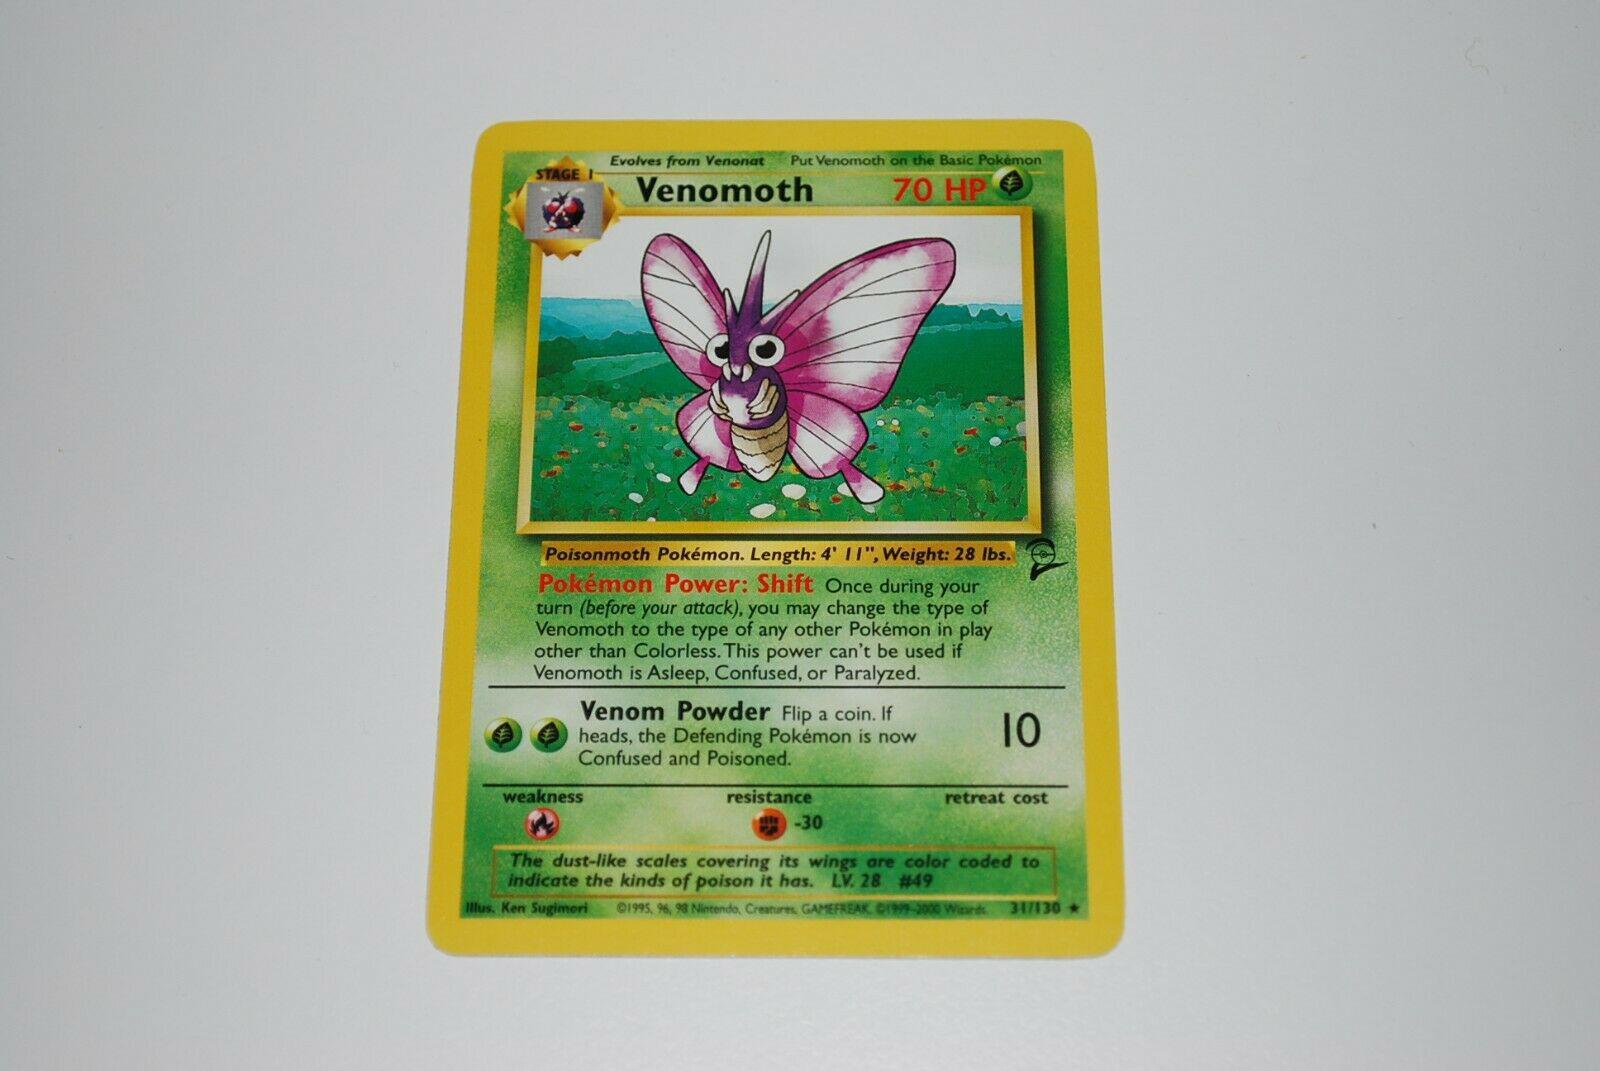 Evolves from Venonat Put Venomoth on the Basic Pokémon
STAGE 1
Venomoth 70 HP
Poisonmoth Pokémon. Length: 4' 11", Weight: 28 lbs.
Pokémon Power: Shift Once during your
turn (before your attack), you may change the type of
Venomoth to the type of any other Pokémon in play
other than Colorless. This power can't be used if
Venomoth is Asleep, Confused, or Paralyzed.
Venom Powder Flip a coin. If
heads, the Defending Pokémon is now
Confused and Poisoned.
10
weakness resistance retreat cost
-30
The dust-like scales covering its wings are color coded to
indicate the kinds of poison it has. LV. 28 #49
Illus. Ken Sugimori ©1995, 96, 98 Nintendo, Creatures, GAMEFREAK. ©1999-2000 Wizards. 31/130 ★